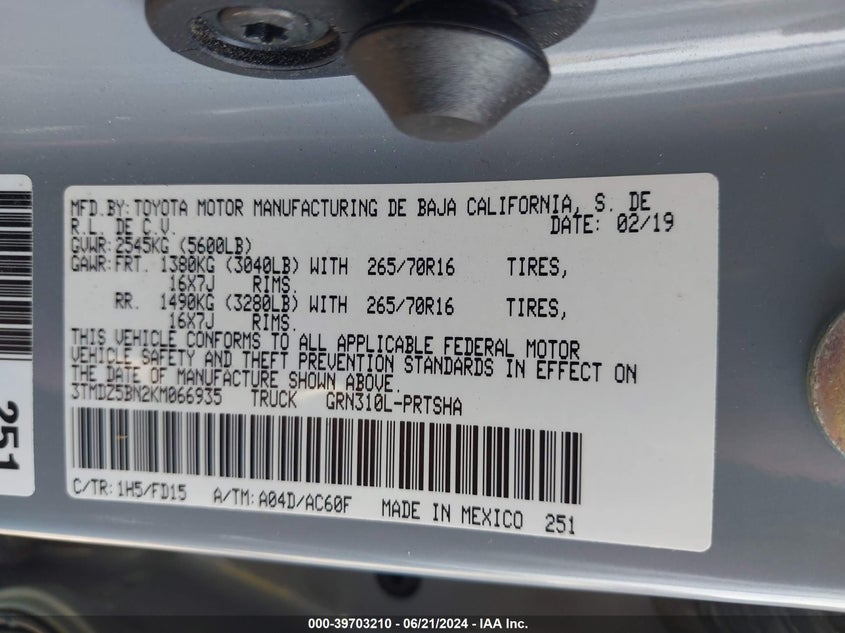 MFD.BY:TOYOTA MOTOR MANUFACTURING DE BAJA CALIFORNIA, S. DE
R.L. DE C.V. DATE: 02/19
GVWR:2545KG (5600LB)
GAWR:FRT. 1380KG (3040LB) WITH 265/70R16 TIRES,
16X7J RIMS.
RR. 1490KG (3280LB) WITH 265/70R16 TIRES,
16X7J RIMS.
THIS VEHICLE CONFORMS TO ALL APPLICABLE FEDERAL MOTOR
VEHICLE SAFETY AND THEFT PREVENTION STANDARDS IN EFFECT ON
THE DATE OF MANUFACTURE SHOWN ABOVE.
3TMDZ5BN2KM066935 TRUCK GRN310L-PRTSHA
C/TR:1H5/FD15 A/TM:A04D/AC60F MADE IN MEXICO 251
251
000-39703210 - 06/21/2024 - IAA Inc.